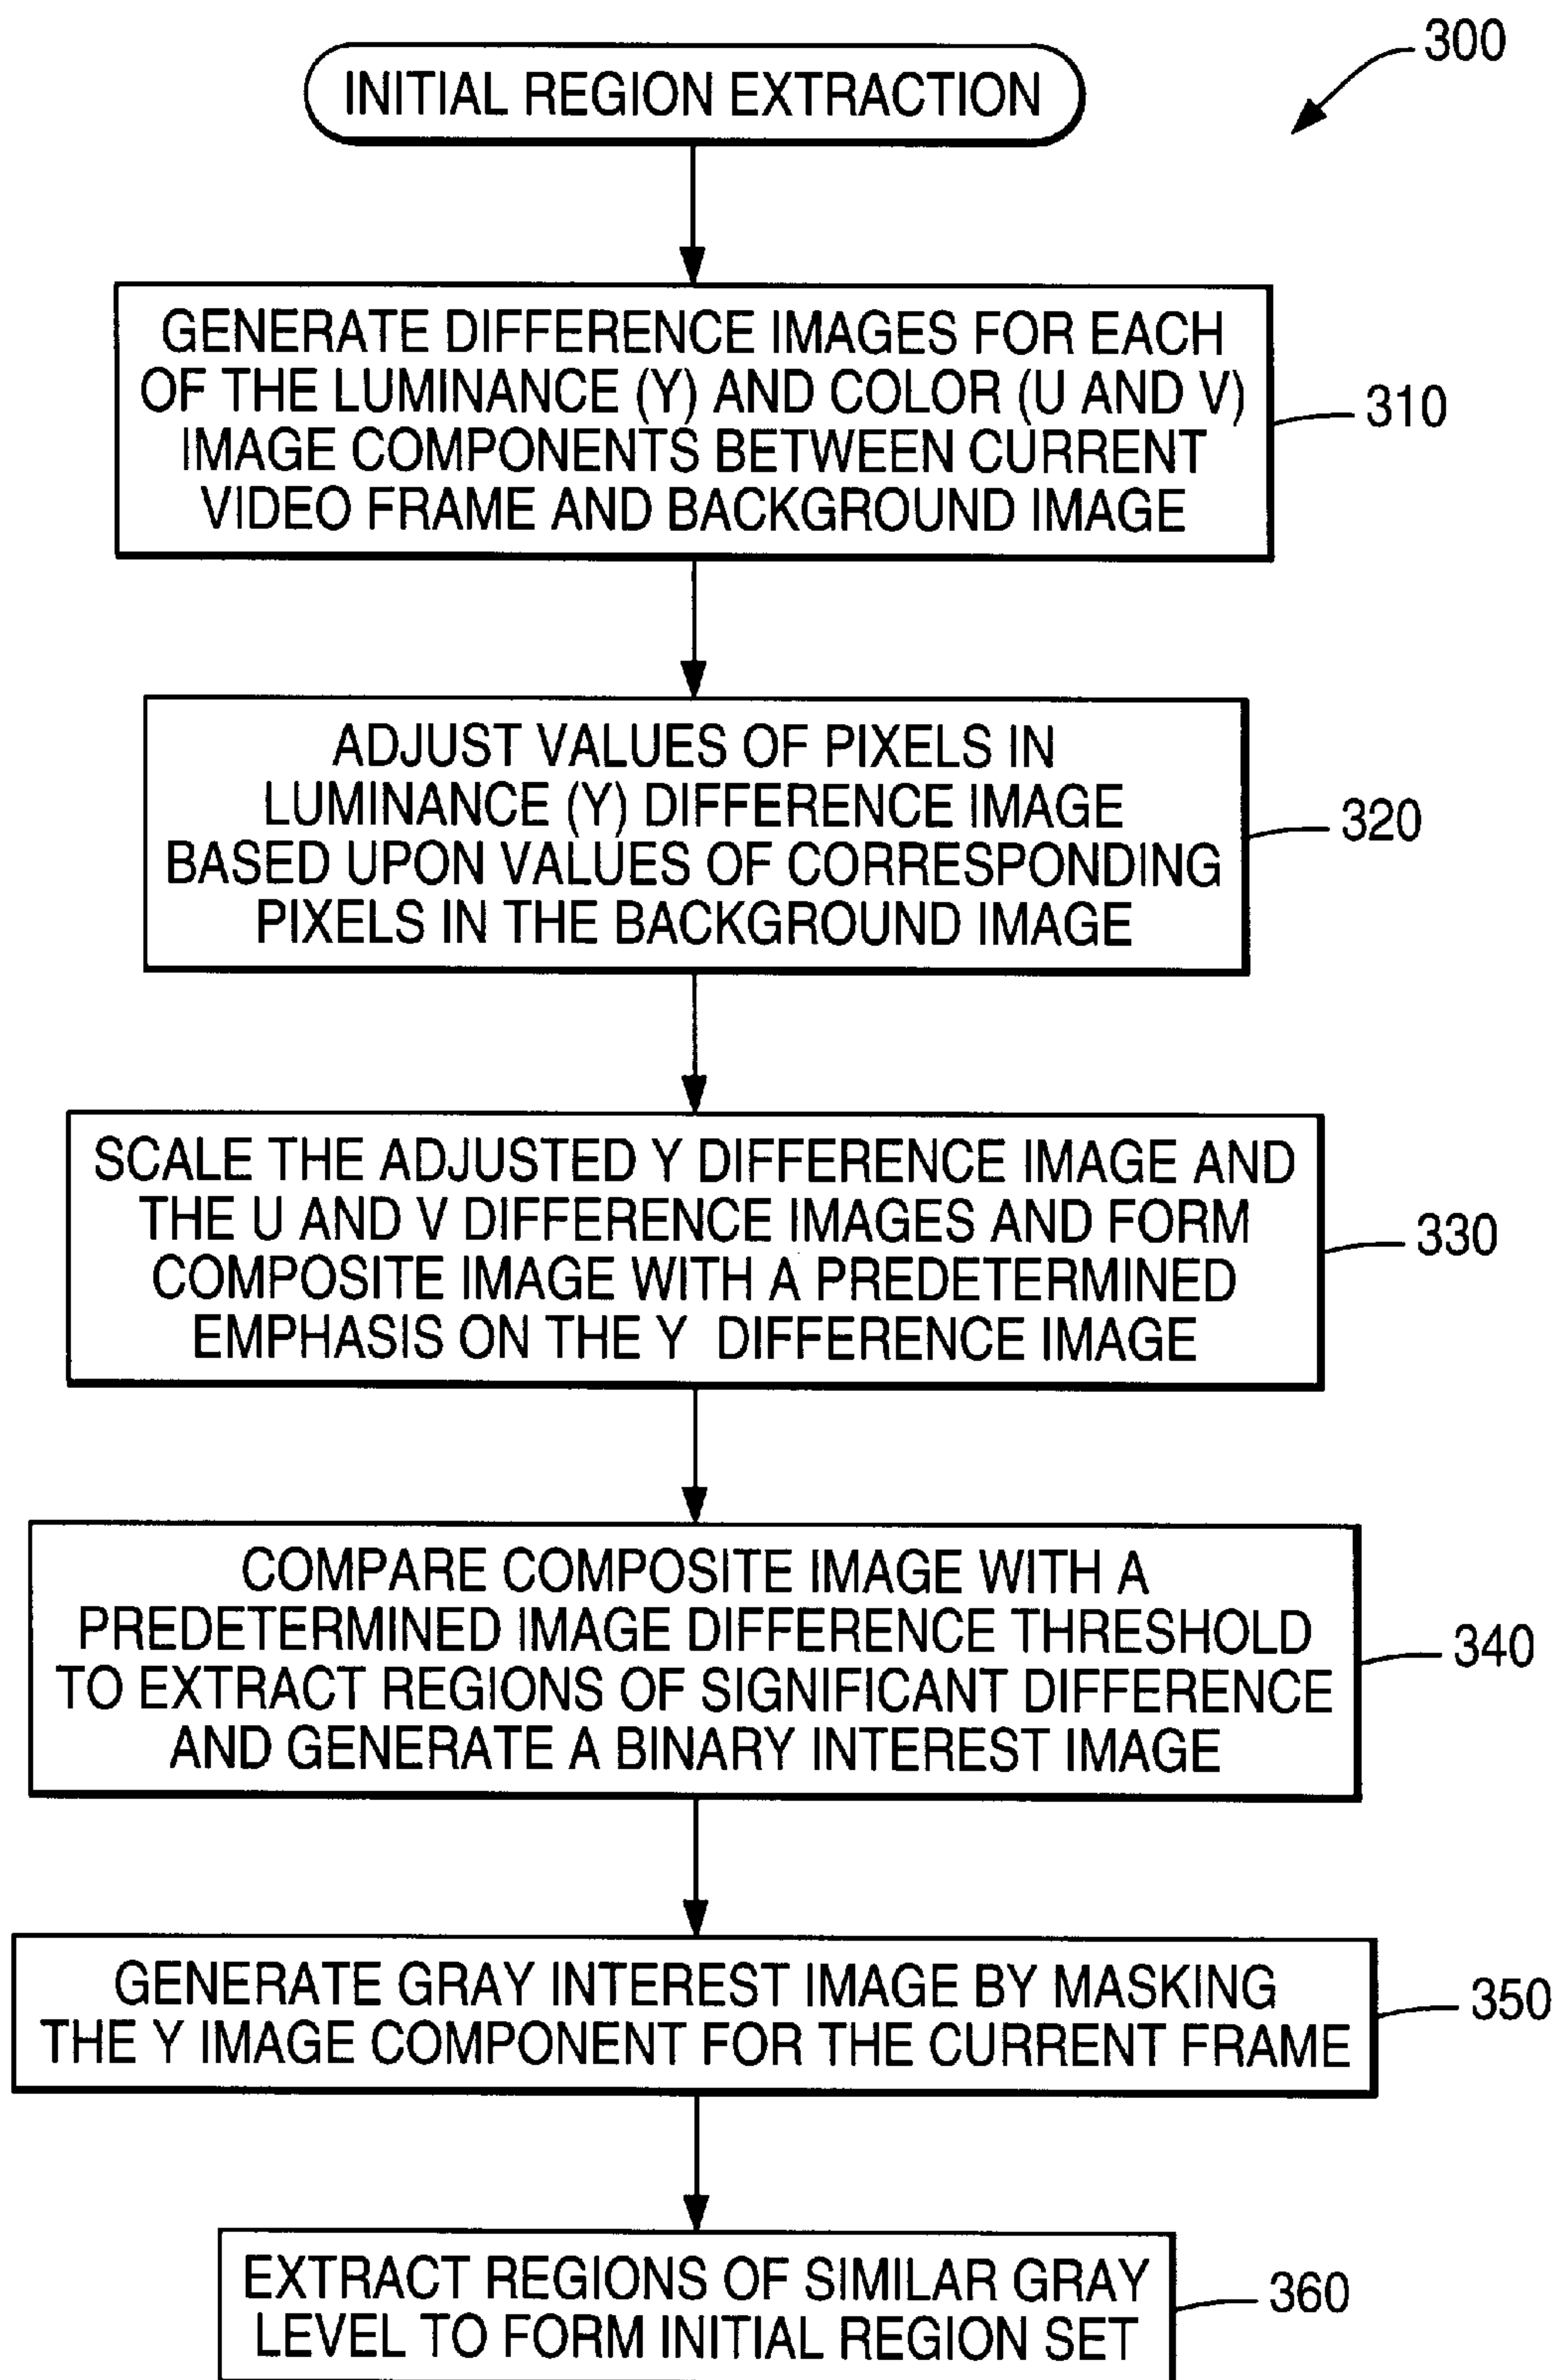 300
INITIAL REGION EXTRACTION
GENERATE DIFFERENCE IMAGES FOR EACH
OF THE LUMINANCE (Y) AND COLOR (U AND V)
IMAGE COMPONENTS BETWEEN CURRENT
VIDEO FRAME AND BACKGROUND IMAGE
310
ADJUST VALUES OF PIXELS IN
LUMINANCE (Y) DIFFERENCE IMAGE
BASED UPON VALUES OF CORRESPONDING
PIXELS IN THE BACKGROUND IMAGE
320
SCALE THE ADJUSTED Y DIFFERENCE IMAGE AND
THE U AND V DIFFERENCE IMAGES AND FORM
COMPOSITE IMAGE WITH A PREDETERMINED
EMPHASIS ON THE Y DIFFERENCE IMAGE
330
COMPARE COMPOSITE IMAGE WITH A
PREDETERMINED IMAGE DIFFERENCE THRESHOLD
TO EXTRACT REGIONS OF SIGNIFICANT DIFFERENCE
AND GENERATE A BINARY INTEREST IMAGE
340
GENERATE GRAY INTEREST IMAGE BY MASKING
THE Y IMAGE COMPONENT FOR THE CURRENT FRAME
350
EXTRACT REGIONS OF SIMILAR GRAY
LEVEL TO FORM INITIAL REGION SET
360